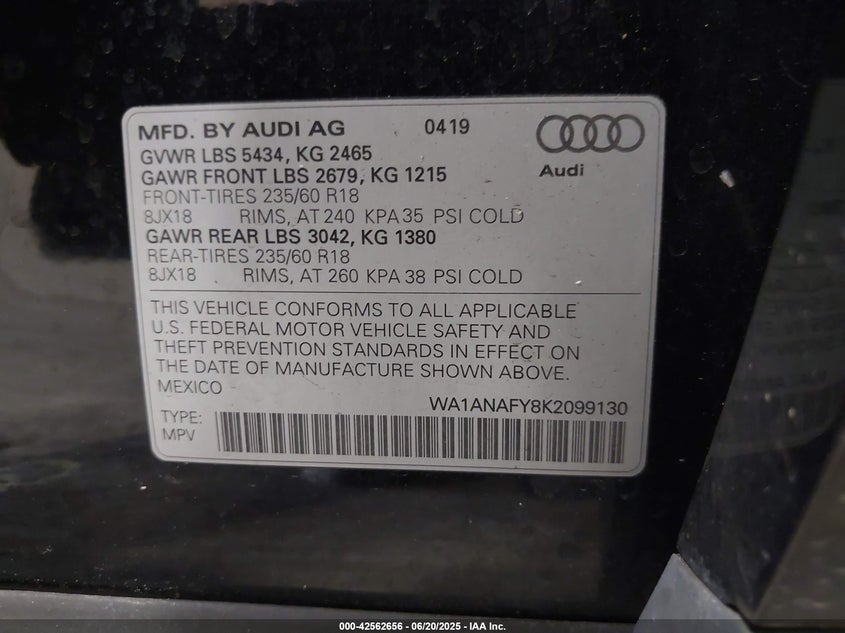 MFD. BY AUDI AG 0419
Audi
GVWR LBS 5434, KG 2465
GAWR FRONT LBS 2679, KG 1215
FRONT-TIRES 235/60 R18
8JX18 RIMS, AT 240 KPA 35 PSI COLD
GAWR REAR LBS 3042, KG 1380
REAR-TIRES 235/60 R18
8JX18 RIMS, AT 260 KPA 38 PSI COLD
THIS VEHICLE CONFORMS TO ALL APPLICABLE
U.S. FEDERAL MOTOR VEHICLE SAFETY AND
THEFT PREVENTION STANDARDS IN EFFECT ON
THE DATE OF MANUFACTURE SHOWN ABOVE.
MEXICO
WA1ANAFY8K2099130
TYPE:
MPV
000-42562656 - 06/20/2025 - IAA Inc.